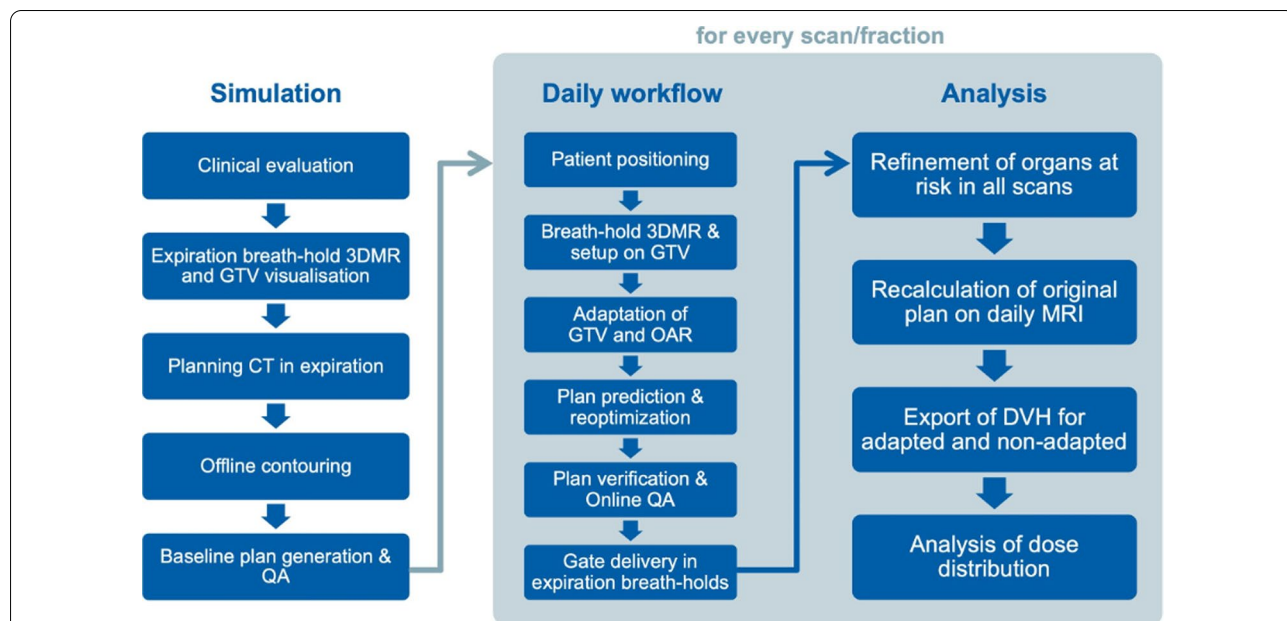 for every scan/fraction
Simulation
Clinical evaluation
Expiration breath-hold 3DMR
and GTV visualisation
Planning CT in expiration
Offline contouring
Baseline plan generation &
QA
Daily workflow
Patient positioning
Breath-hold 3DMR &
setup on GTV
Adaptation of
GTV and OAR
Plan prediction &
reoptimization
Plan verification &
Online QA
Gate delivery in
expiration breath-holds
Analysis
Refinement of organs at
risk in all scans
Recalculation of original
plan on daily MRI
Export of DVH for
adapted and non-adapted
Analysis of dose
distribution